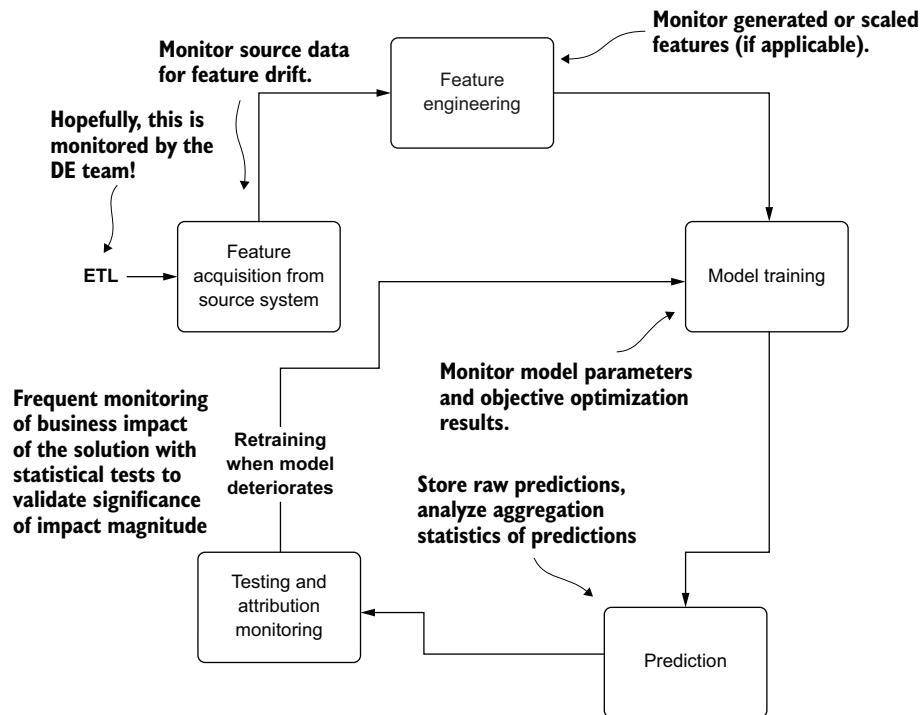 Monitor generated or scaled
features (if applicable).
Monitor source data
for feature drift.
Feature
engineering
Hopefully, this is
monitored by the
DE team!
ETL
Feature
acquisition from
source system
Model training
Monitor model parameters
and objective optimization
results.
Frequent monitoring
of business impact
of the solution with
statistical tests to
validate significance
of impact magnitude
Retraining
when model
deteriorates
Store raw predictions,
analyze aggregation
statistics of predictions
Testing and
attribution
monitoring
Prediction